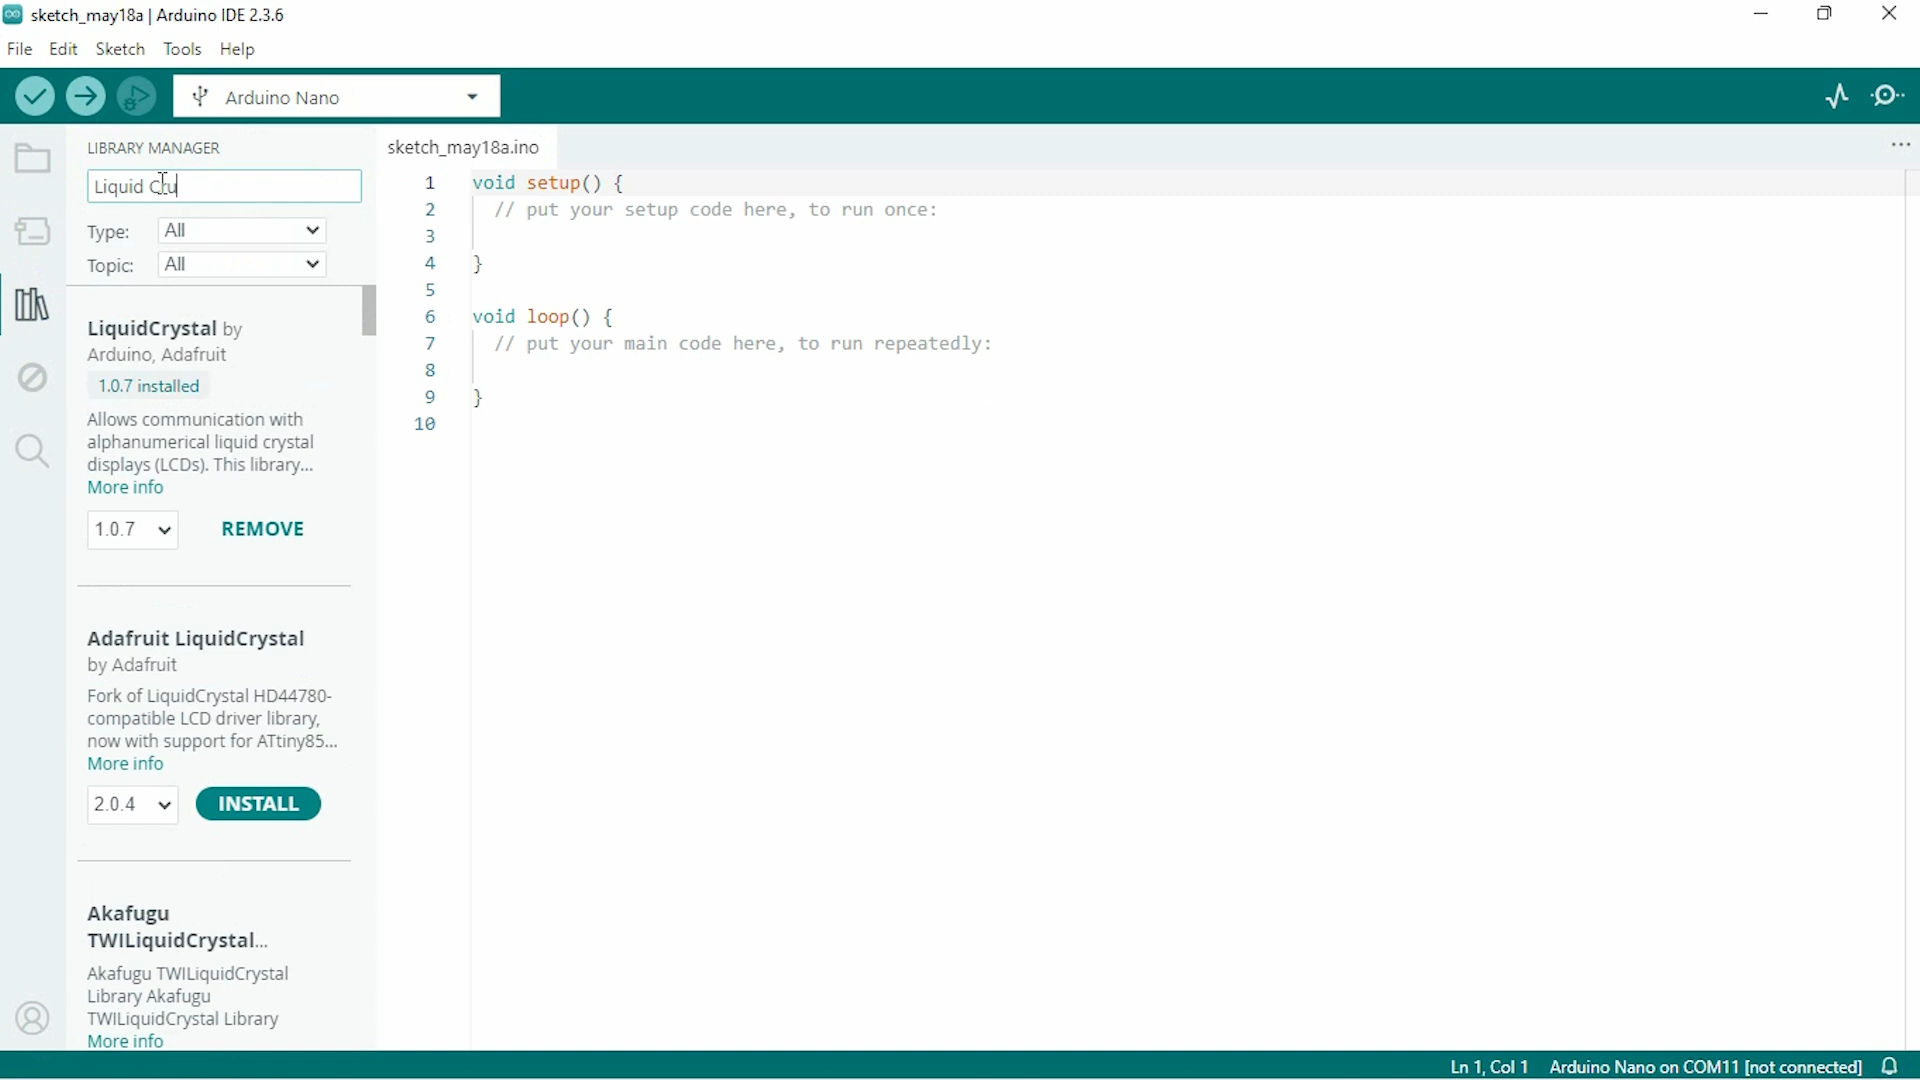 sketch_may18a | Arduino IDE 2.3.6
File Edit Sketch Tools Help
Arduino Nano
LIBRARY MANAGER
Liquid Cru
Type: All
Topic: All
LiquidCrystal by
Arduino, Adafruit
1.0.7 installed
Allows communication with
alphanumerical liquid crystal
displays (LCDs). This library...
More info
1.0.7 REMOVE
Adafruit LiquidCrystal
by Adafruit
Fork of LiquidCrystal HD44780-
compatible LCD driver library,
now with support for ATtiny85...
More info
2.0.4 INSTALL
Akafugu
TWILiquidCrystal...
Akafugu TWILiquidCrystal
Library Akafugu
TWILiquidCrystal Library
More info
sketch_may18a.ino
1 void setup() {
2 // put your setup code here, to run once:
3
4 }
5
6 void loop() {
7 // put your main code here, to run repeatedly:
8
9 }
10
Ln 1, Col 1 Arduino Nano on COM11 [not connected]